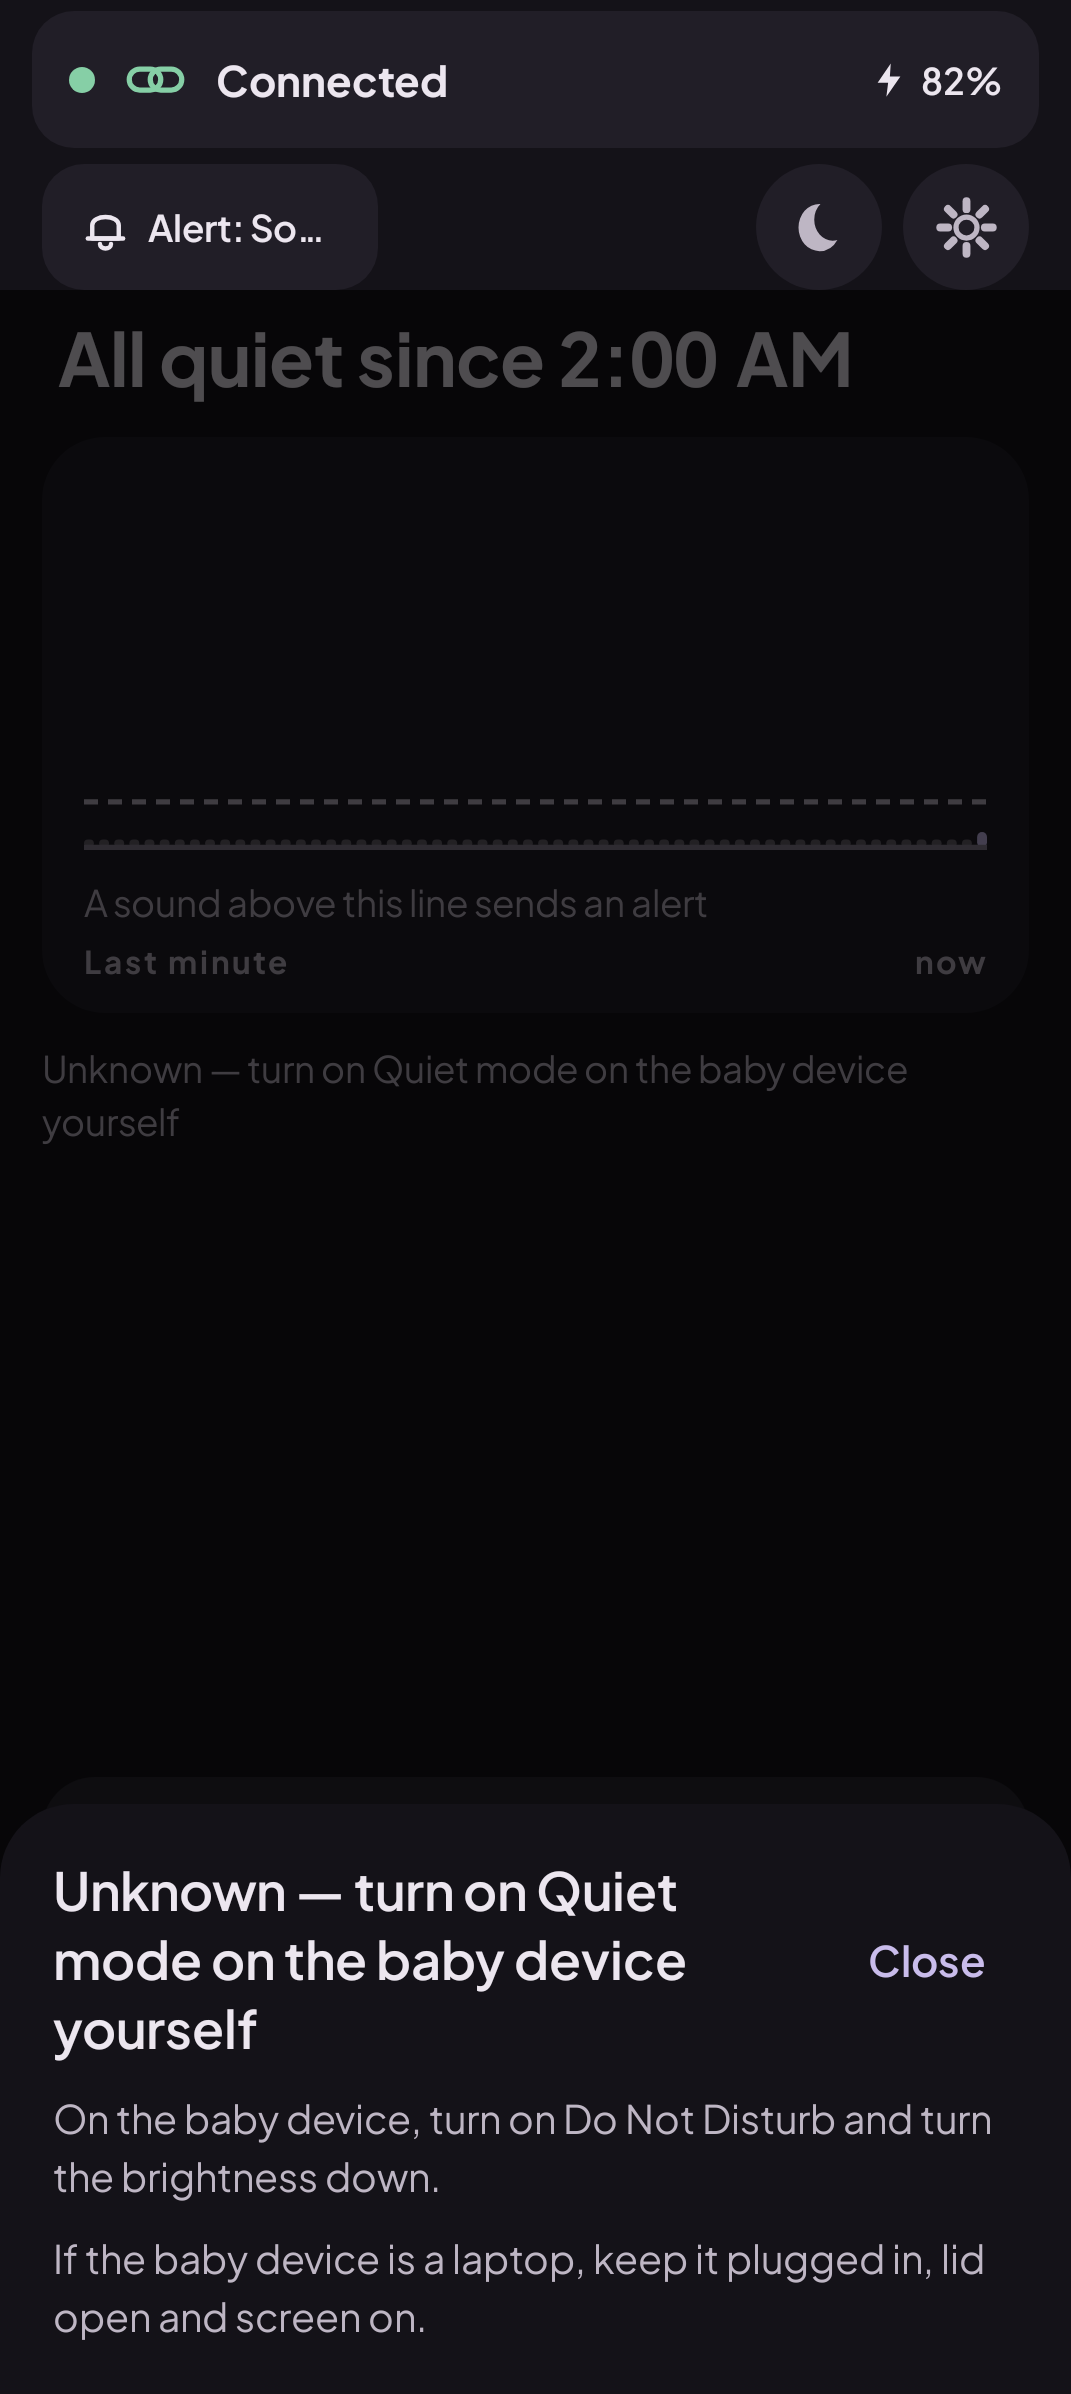 Connected
82%
Alert: So...
All quiet since 2:00 AM
A sound above this line sends an alert
Last minute
now
Unknown — turn on Quiet mode on the baby device
yourself
Unknown — turn on Quiet
mode on the baby device
yourself
Close
On the baby device, turn on Do Not Disturb and turn
the brightness down.
If the baby device is a laptop, keep it plugged in, lid
open and screen on.